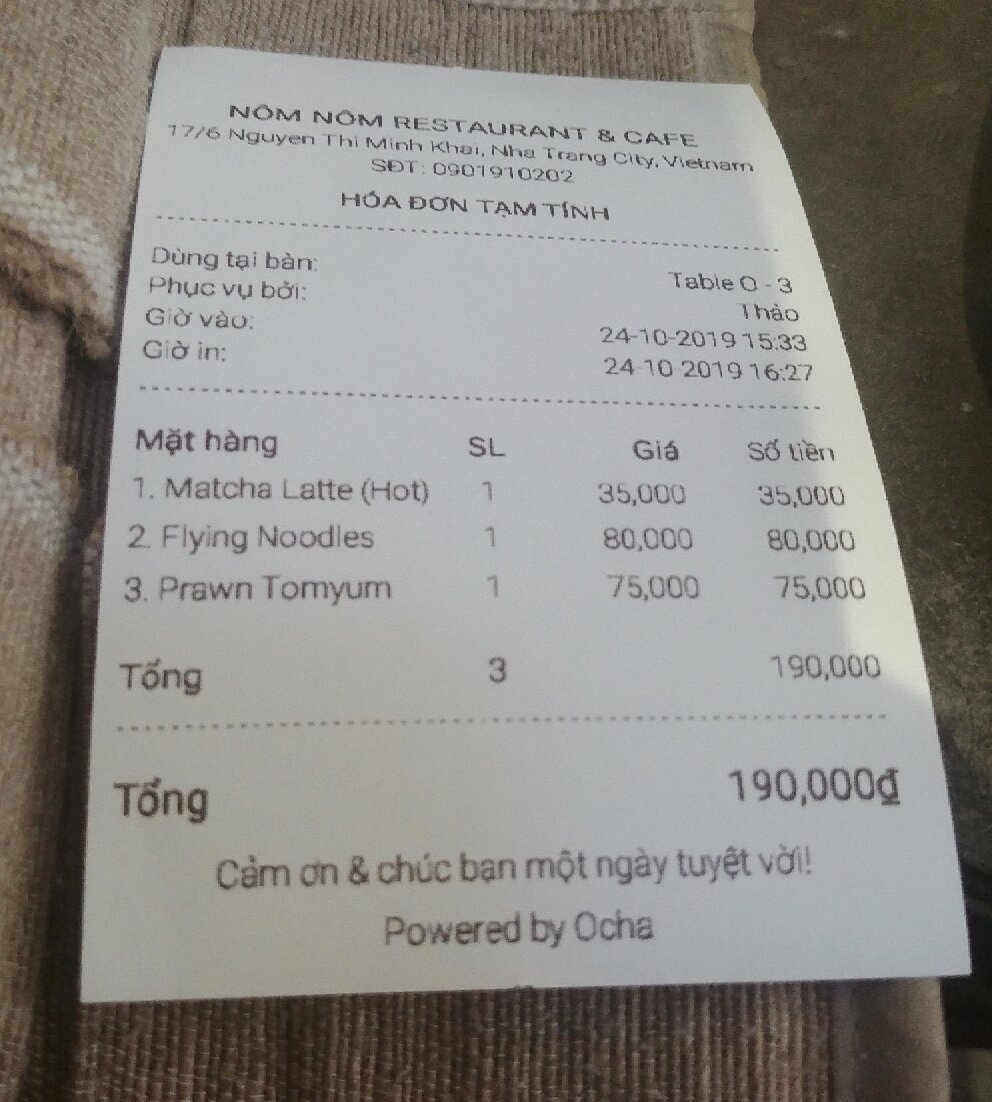 NÔM NÔM RESTAURANT & CAFE
17/6 Nguyen Thi Minh Khai, Nha Trang City, Vietnam
SĐT: 0901910202
HÓA ĐƠN TẠM TÍNH
Dùng tại bàn: Table O - 3
Phục vụ bởi: Thảo
Giờ vào: 24-10-2019 15:33
Giờ in: 24-10-2019 16:27
Mặt hàng SL Giá Số tiền
1. Matcha Latte (Hot) 1 35,000 35,000
2. Flying Noodles 1 80,000 80,000
3. Prawn Tomyum 1 75,000 75,000
Tổng 3 190,000
Tổng 190,000₫
Cảm ơn & chúc bạn một ngày tuyệt vời!
Powered by Ocha